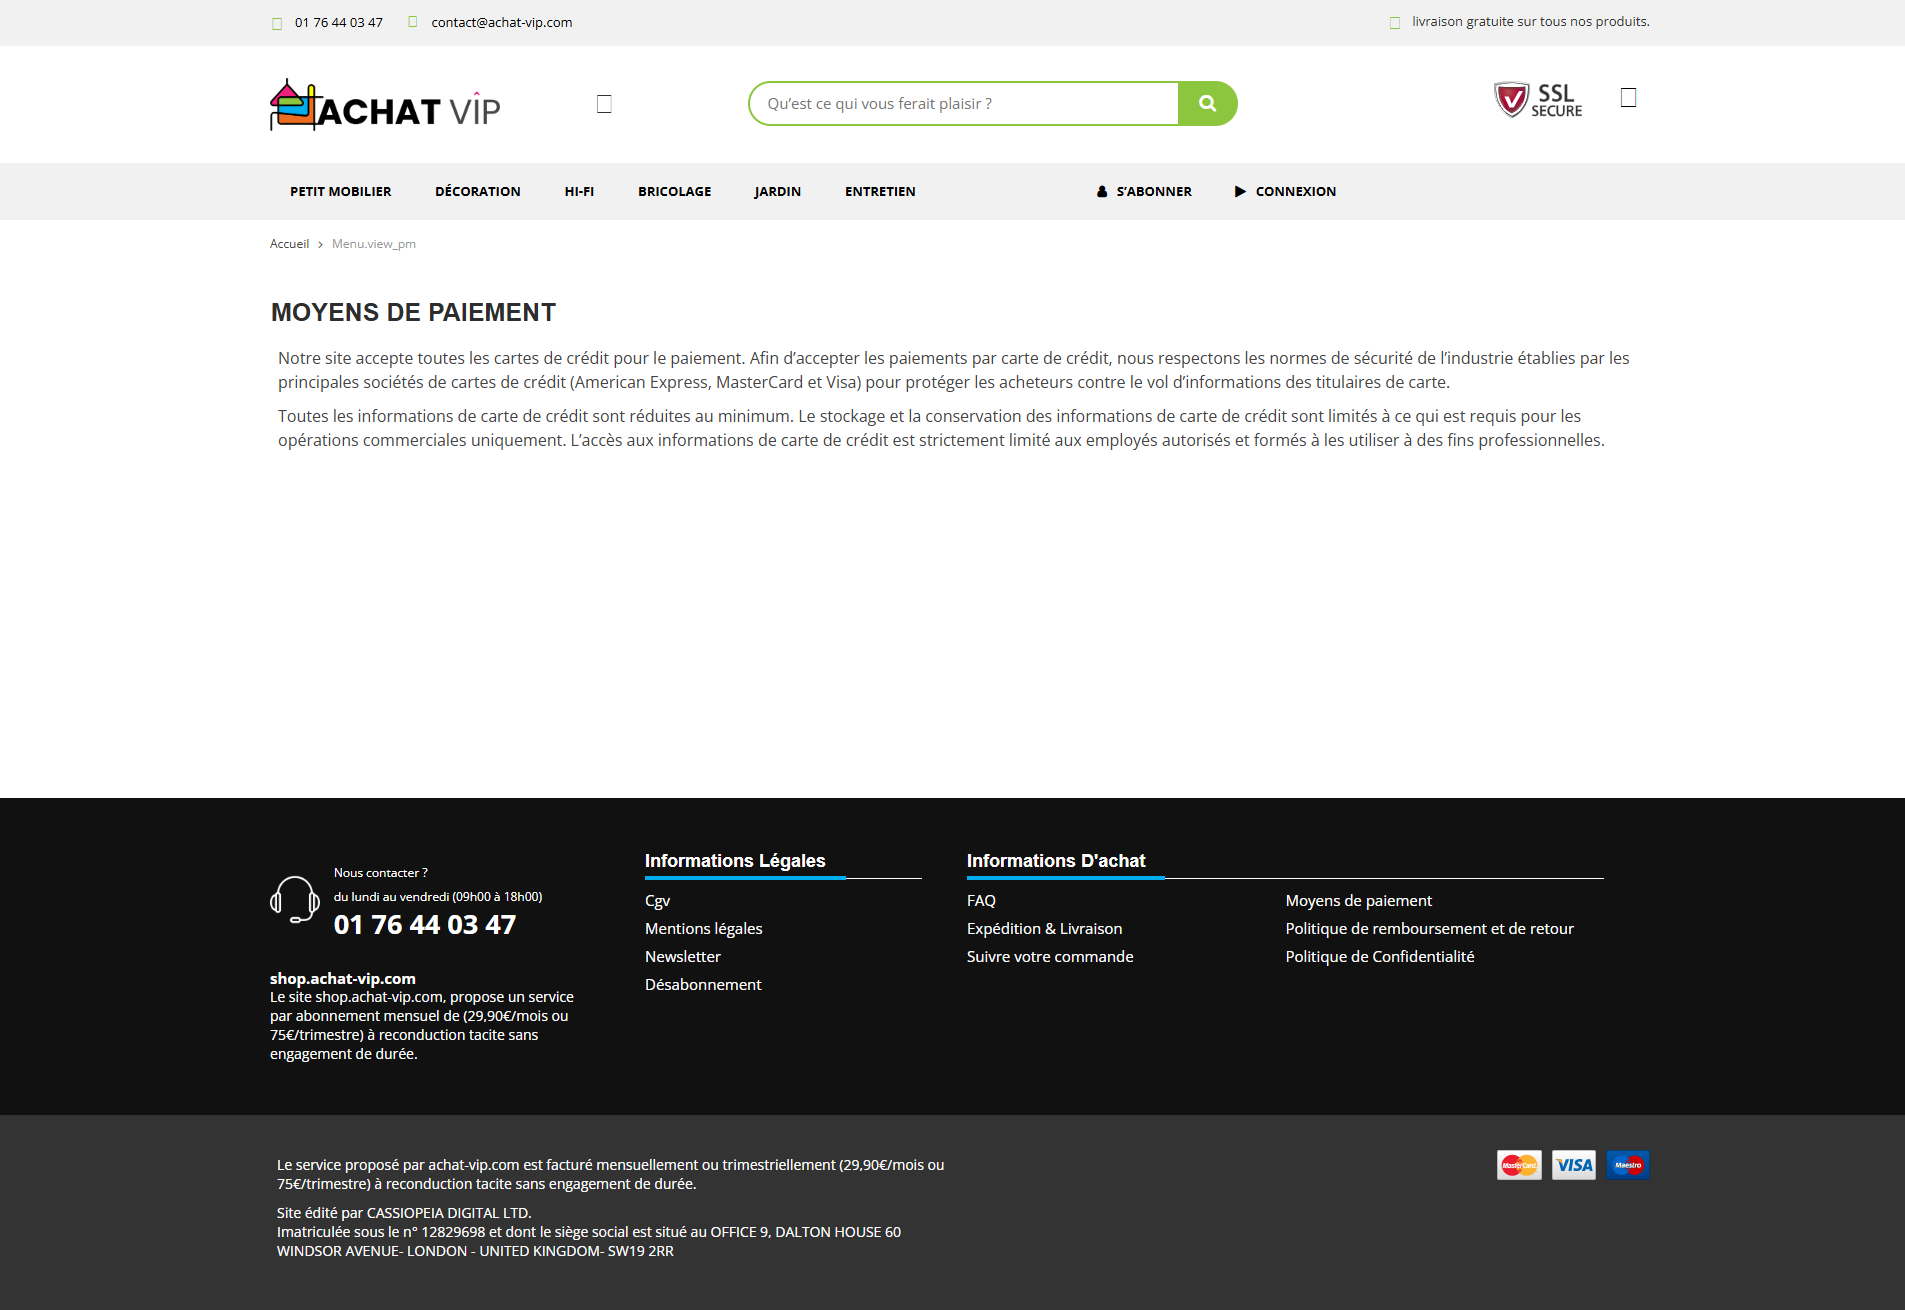 01 76 44 03 47
contact@achat-vip.com
livraison gratuite sur tous nos produits.
ACHAT VIP
Qu’est ce qui vous ferait plaisir ?
SSL
SECURE
PETIT MOBILIER
DÉCORATION
HI-FI
BRICOLAGE
JARDIN
ENTRETIEN
S’ABONNER
CONNEXION
Accueil > Menu.view_pm
MOYENS DE PAIEMENT
Notre site accepte toutes les cartes de crédit pour le paiement. Afin d’accepter les paiements par carte de crédit, nous respectons les normes de sécurité de l’industrie établies par les
principales sociétés de cartes de crédit (American Express, MasterCard et Visa) pour protéger les acheteurs contre le vol d’informations des titulaires de carte.
Toutes les informations de carte de crédit sont réduites au minimum. Le stockage et la conservation des informations de carte de crédit sont limités à ce qui est requis pour les
opérations commerciales uniquement. L’accès aux informations de carte de crédit est strictement limité aux employés autorisés et formés à les utiliser à des fins professionnelles.
Nous contacter ?
du lundi au vendredi (09h00 à 18h00)
01 76 44 03 47
shop.achat-vip.com
Le site shop.achat-vip.com, propose un service
par abonnement mensuel de (29,90€/mois ou
75€/trimestre) à reconduction tacite sans
engagement de durée.
Informations Légales
Cgv
Mentions légales
Newsletter
Désabonnement
Informations D'achat
FAQ
Expédition & Livraison
Suivre votre commande
Moyens de paiement
Politique de remboursement et de retour
Politique de Confidentialité
Le service proposé par achat-vip.com est facturé mensuellement ou trimestriellement (29,90€/mois ou
75€/trimestre) à reconduction tacite sans engagement de durée.
Site édité par CASSIOPEIA DIGITAL LTD.
Imatriculée sous le n° 12829698 et dont le siège social est situé au OFFICE 9, DALTON HOUSE 60
WINDSOR AVENUE- LONDON - UNITED KINGDOM- SW19 2RR
MasterCard
VISA
Maestro